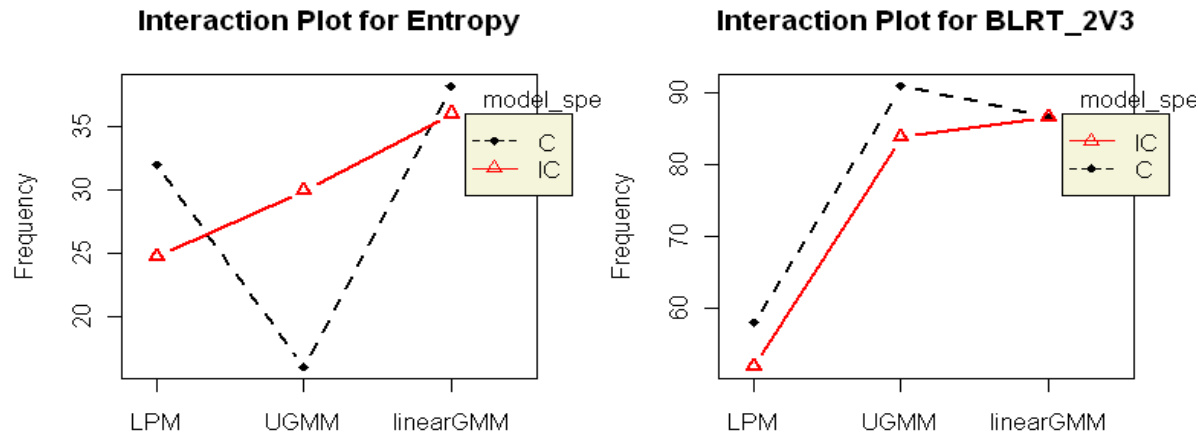 Interaction Plot for Entropy
Frequency
35
30
25
20
model_spe
C
IC
LPM UGMM linearGMM
Interaction Plot for BLRT_2V3
Frequency
90
80
70
60
model_spe
IC
C
LPM UGMM linearGMM